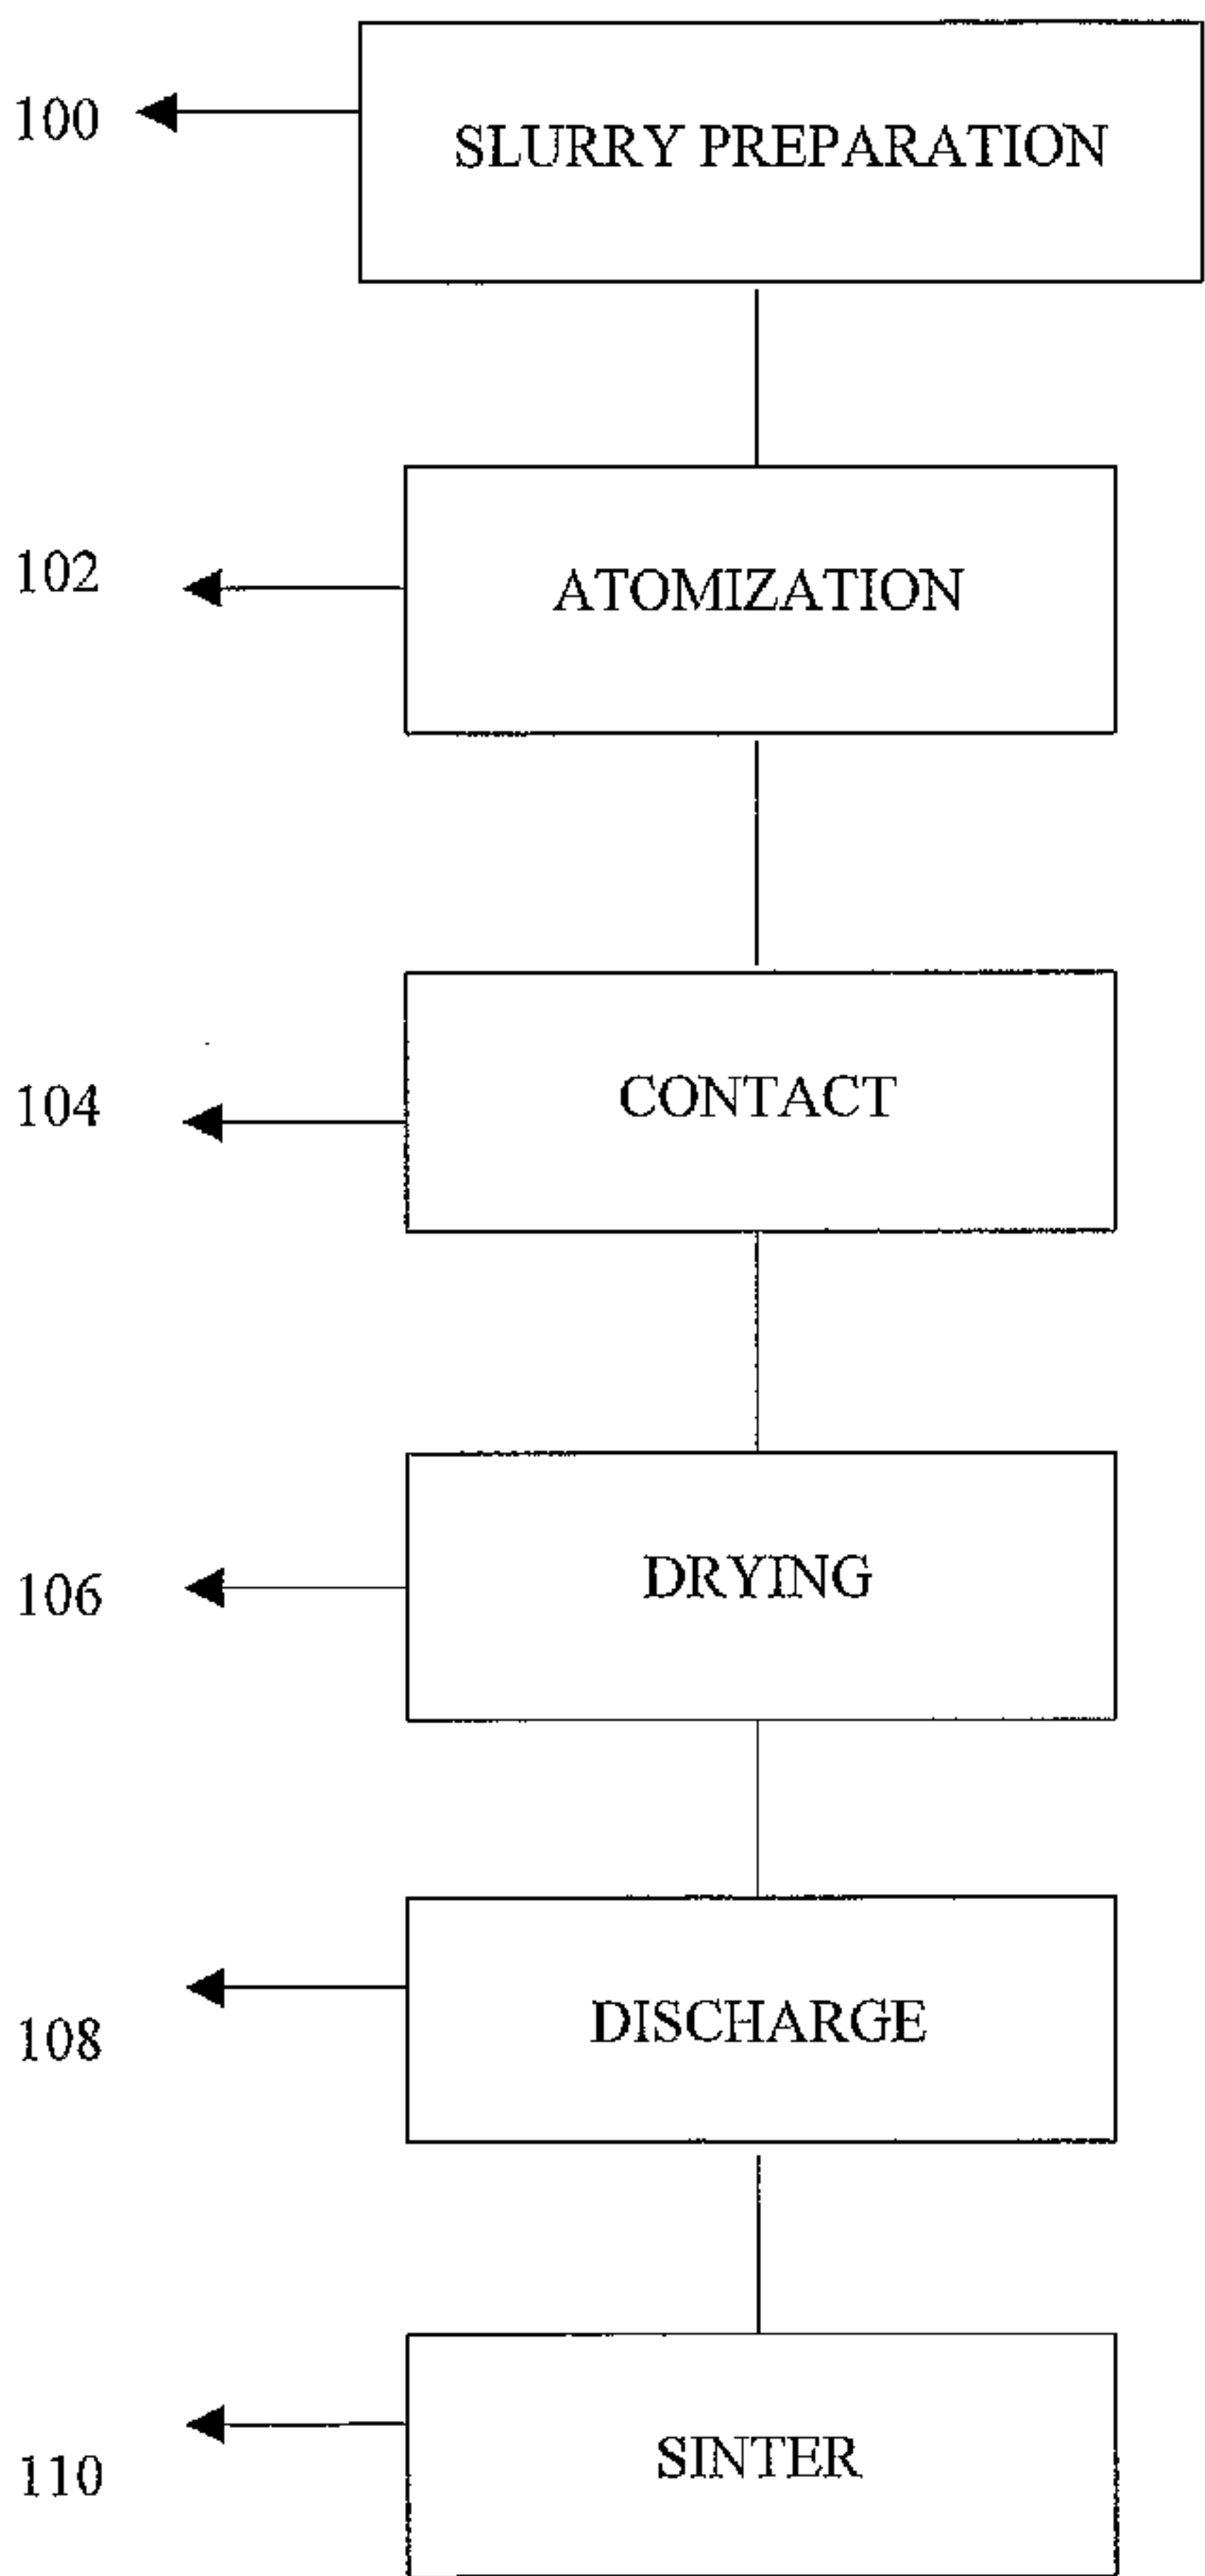 100
SLURRY PREPARATION
102
ATOMIZATION
104
CONTACT
106
DRYING
108
DISCHARGE
110
SINTER